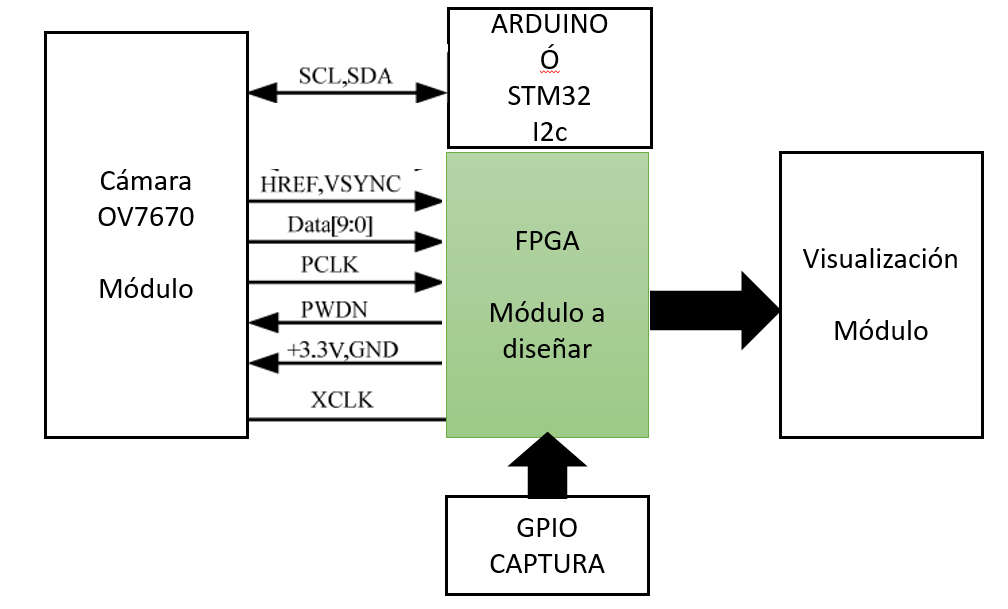 ARDUINO
Ó
STM32
I2c
SCL,SDA
Cámara
OV7670
Módulo
HREF,VSYNC
Data[9:0]
PCLK
PWDN
+3.3V,GND
XCLK
FPGA
Módulo a
diseñar
Visualización
Módulo
GPIO
CAPTURA